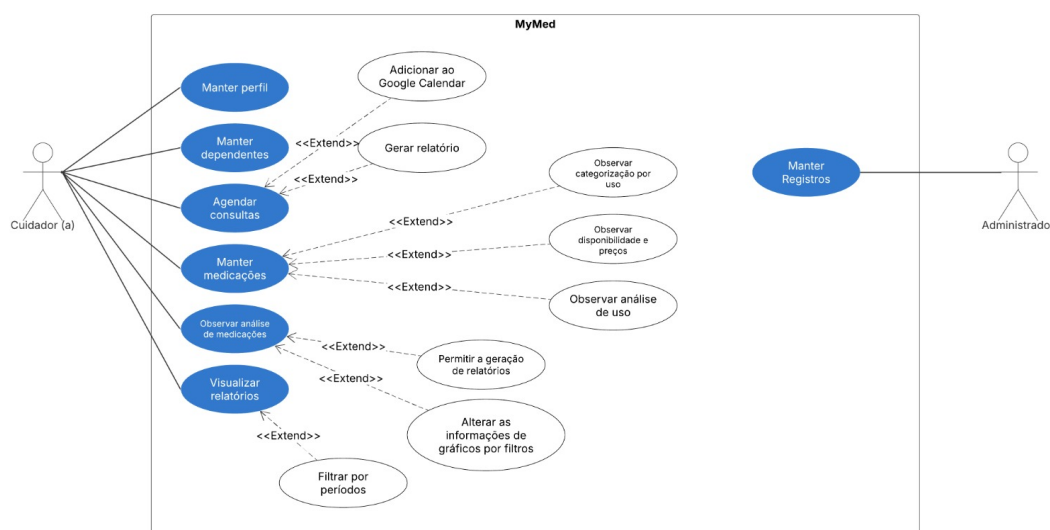 MyMed
Manter perfil
Adicionar ao
Google Calendar
Manter
dependentes
<<Extend>>
Gerar relatório
Cuidador (a)
Agendar
consultas
<<Extend>>
Observar
categorização por
uso
Manter
Registros
Administrado
<<Extend>>
Manter
medicações
<<Extend>>
Observar
disponibilidade e
preços
<<Extend>>
Observar análise
de uso
Observar análise
de medicações
<<Extend>>
Permitir a geração
de relatórios
Visualizar
relatórios
<<Extend>>
Alterar as
informações de
gráficos por filtros
<<Extend>>
Filtrar por
períodos